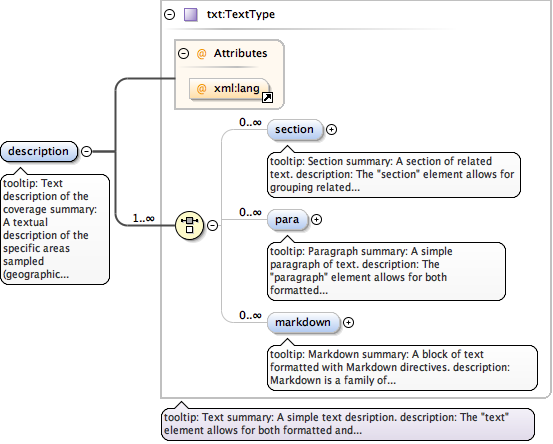 txt:TextType
@ Attributes
@ xml:lang
description
tooltip: Text
description of the
coverage summary:
A textual
description of the
specific areas
sampled
(geographic...
1..∞
0..∞
section
tooltip: Section summary: A section of related
text. description: The "section" element allows for
grouping related...
0..∞
para
tooltip: Paragraph summary: A simple
paragraph of text. description: The
"paragraph" element allows for both
formatted...
0..∞
markdown
tooltip: Markdown summary: A block of text
formatted with Markdown directives. description:
Markdown is a family of...
tooltip: Text summary: A simple text desription. description: The "text"
element allows for both formatted and...